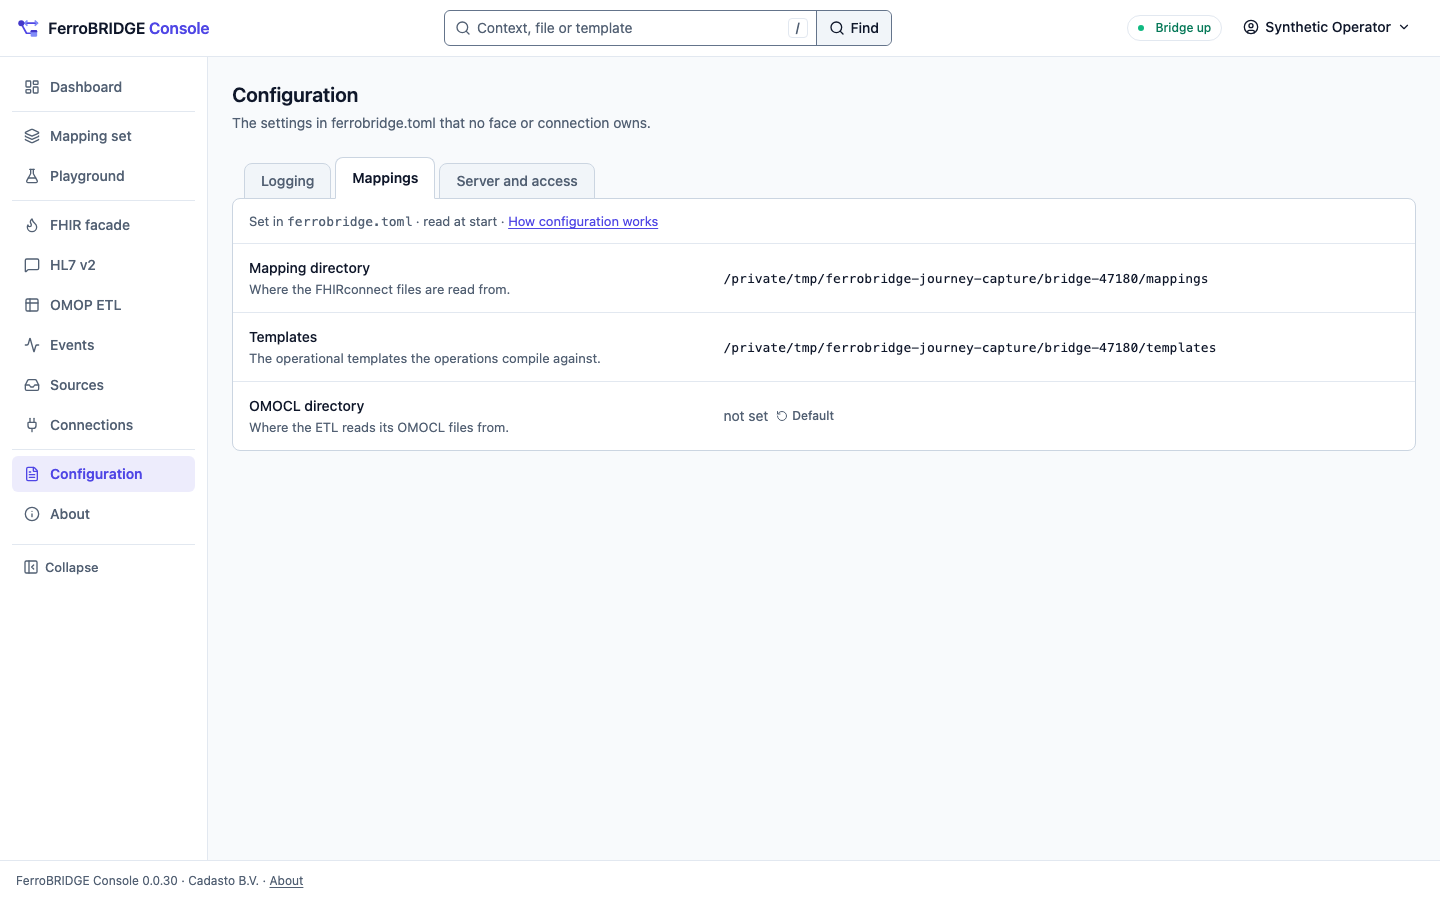 FerroBRIDGE Console
Context, file or template
/
Find
Bridge up
Synthetic Operator
Dashboard
Mapping set
Playground
FHIR facade
HL7 v2
OMOP ETL
Events
Sources
Connections
Configuration
About
Collapse
Configuration
The settings in ferrobridge.toml that no face or connection owns.
Logging
Mappings
Server and access
Set in ferrobridge.toml · read at start · How configuration works
Mapping directory
Where the FHIRconnect files are read from.
/private/tmp/ferrobridge-journey-capture/bridge-47180/mappings
Templates
The operational templates the operations compile against.
/private/tmp/ferrobridge-journey-capture/bridge-47180/templates
OMOCL directory
Where the ETL reads its OMOCL files from.
not set Default
FerroBRIDGE Console 0.0.30 · Cadasto B.V. · About